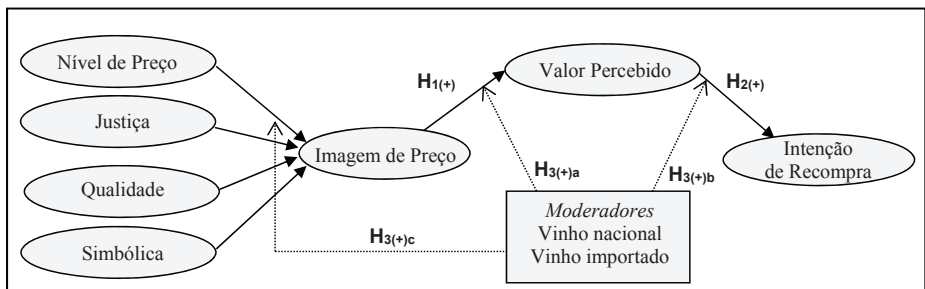 Nível de Preço
Justiça
Qualidade
Simbólica
Imagem de Preço
H1(+)
Valor Percebido
H2(+)
Intenção
de Recompra
H3(+)a
H3(+)b
H3(+)c
Moderadores
Vinho nacional
Vinho importado